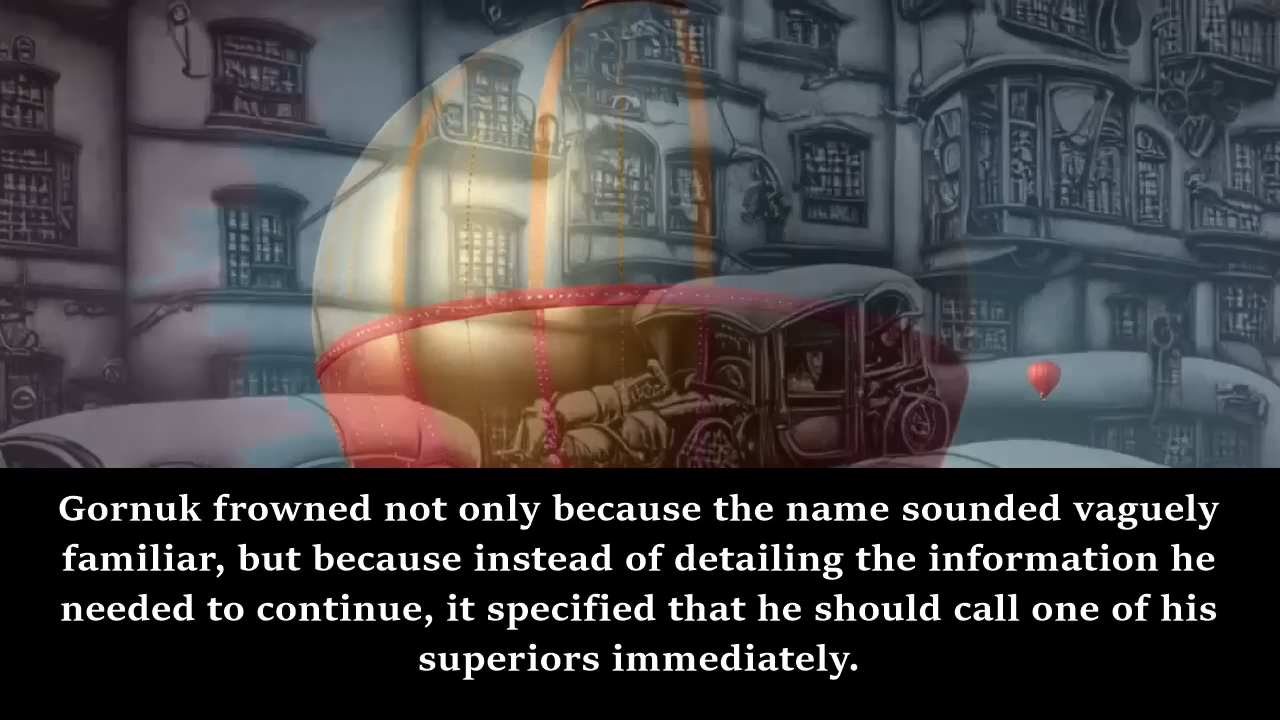 Gornuk frowned not only because the name sounded vaguely
familiar, but because instead of detailing the information he
needed to continue, it specified that he should call one of his
superiors immediately.